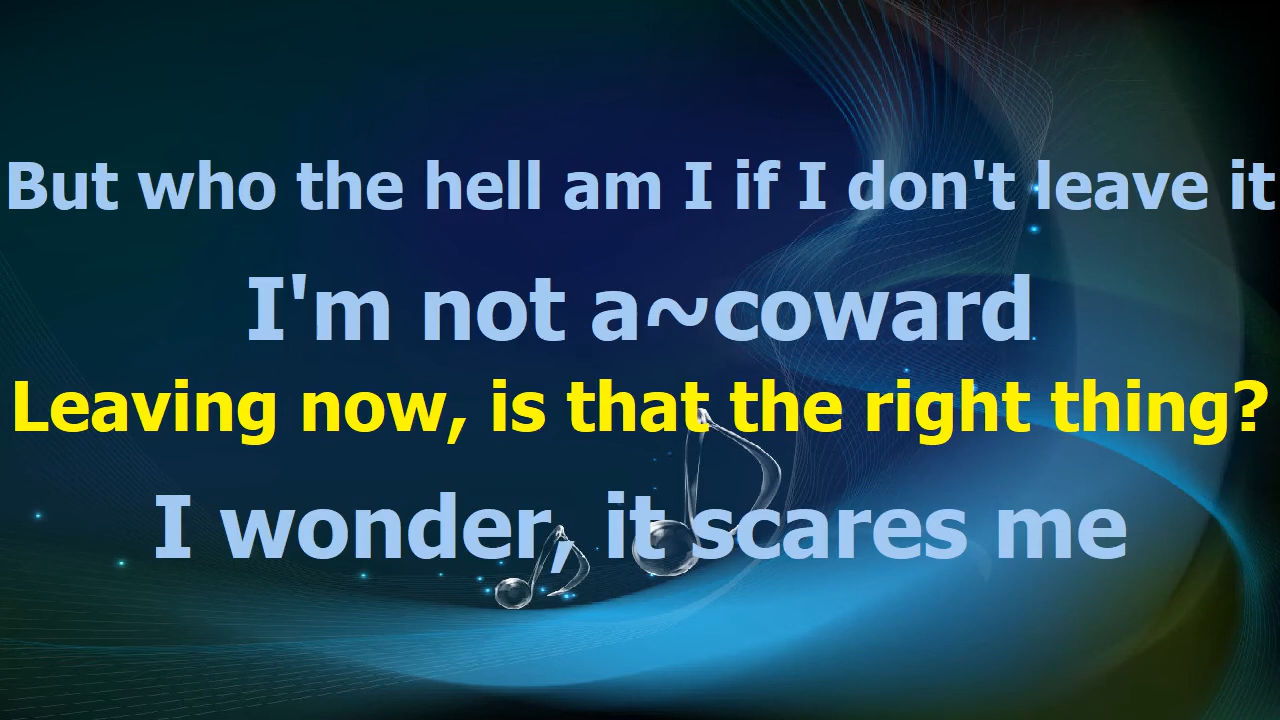 But who the hell am I if I don't leave it
I'm not a~coward
Leaving now, is that the right thing?
I wonder, it scares me